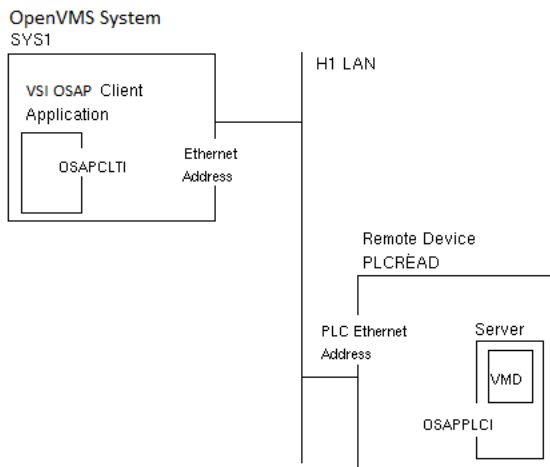 OpenVMS System
SYS1
H1 LAN
VSI OSAP Client
Application
OSAPCLTI
Ethernet
Address
Remote Device
PLCREAD
PLC Ethernet
Address
Server
VMD
OSAPPLCI